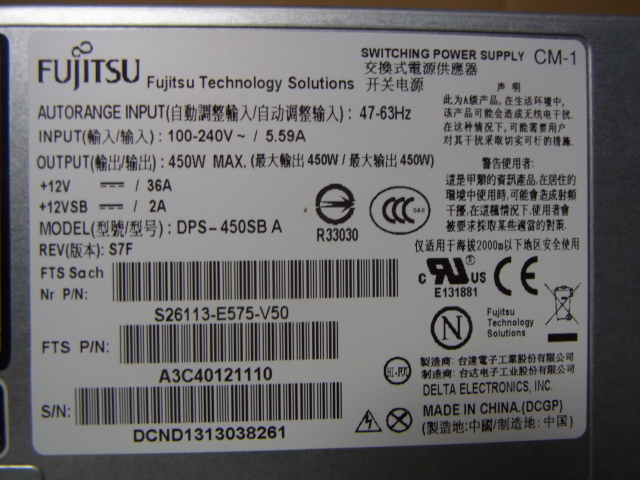 FUJITSU Fujitsu Technology Solutions
SWITCHING POWER SUPPLY CM-1
交換式電源供應器
开关电源
AUTORANGE INPUT(自動調整輸入/自动调整输入): 47-63Hz
INPUT(輸入/输入): 100-240V ~ / 5.59A
OUTPUT(輸出/输出): 450W MAX. (最大輸出 450W / 最大输出 450W)
+12V ⎓ / 36A
+12VSB ⎓ / 2A
MODEL(型號/型号): DPS-450SB A
REV(版本): S7F
R33030
声 明
此为A级产品, 在生活环境中,
该产品可能会造成无线电干扰.
在这种情况下, 可能需要用户
对其干扰采取切实可行的措施.
警告使用者:
這是甲類的資訊產品, 在居住的
環境中使用時, 可能會造成射頻
干擾, 在這種情況下, 使用者會
被要求採取某些適當的對策.
仅适用于海拔2000m以下地区安全使用
c RU US CE
E131881
FTS Sach
Nr P/N:
S26113-E575-V50
N Fujitsu
Technology
Solutions
FTS P/N:
A3C40121110
HI-POT
製造商: 台達電子工業股份有限公司
制造商: 台达电子工业股份有限公司
DELTA ELECTRONICS, INC.
S/N:
DCND1313038261
MADE IN CHINA.(DCGP)
(製造地:中國/制造地: 中国)